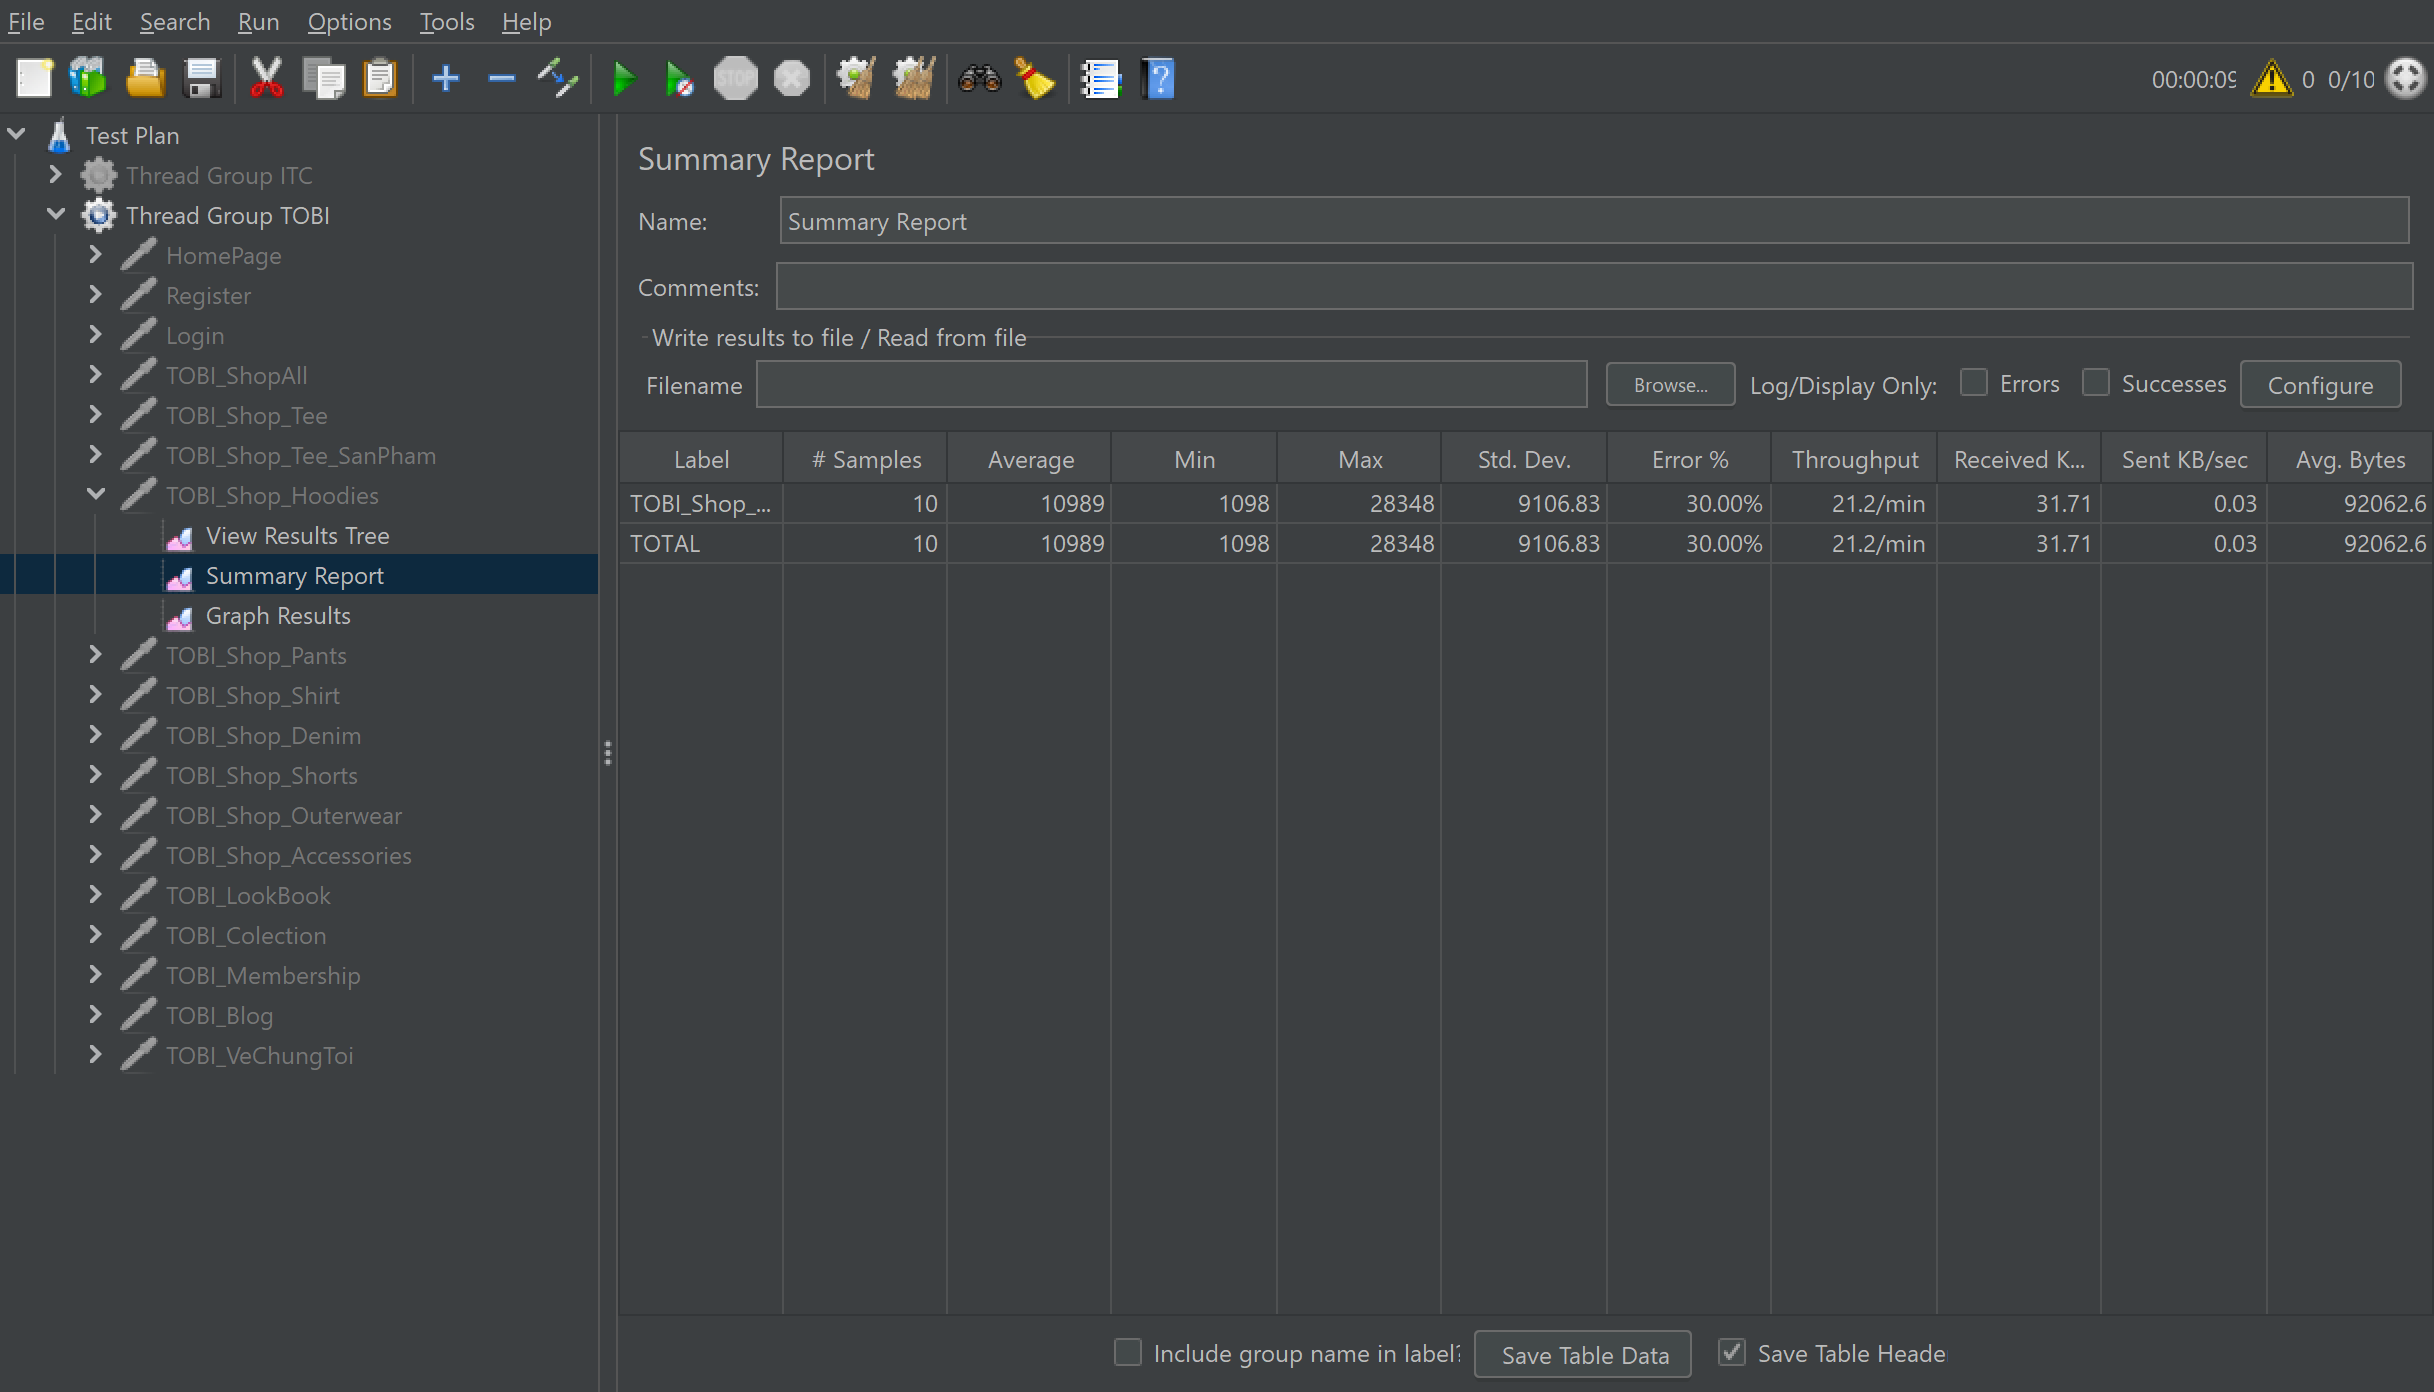 File Edit Search Run Options Tools Help
STOP
00:00:09 0 0/10
Test Plan
Thread Group ITC
Thread Group TOBI
HomePage
Register
Login
TOBI_ShopAll
TOBI_Shop_Tee
TOBI_Shop_Tee_SanPham
TOBI_Shop_Hoodies
View Results Tree
Summary Report
Graph Results
TOBI_Shop_Pants
TOBI_Shop_Shirt
TOBI_Shop_Denim
TOBI_Shop_Shorts
TOBI_Shop_Outerwear
TOBI_Shop_Accessories
TOBI_LookBook
TOBI_Colection
TOBI_Membership
TOBI_Blog
TOBI_VeChungToi
Summary Report
Name: Summary Report
Comments:
Write results to file / Read from file
Filename Browse... Log/Display Only: Errors Successes Configure
Label # Samples Average Min Max Std. Dev. Error % Throughput Received K... Sent KB/sec Avg. Bytes
TOBI_Shop_... 10 10989 1098 28348 9106.83 30.00% 21.2/min 31.71 0.03 92062.6
TOTAL 10 10989 1098 28348 9106.83 30.00% 21.2/min 31.71 0.03 92062.6
Include group name in label? Save Table Data Save Table Heade